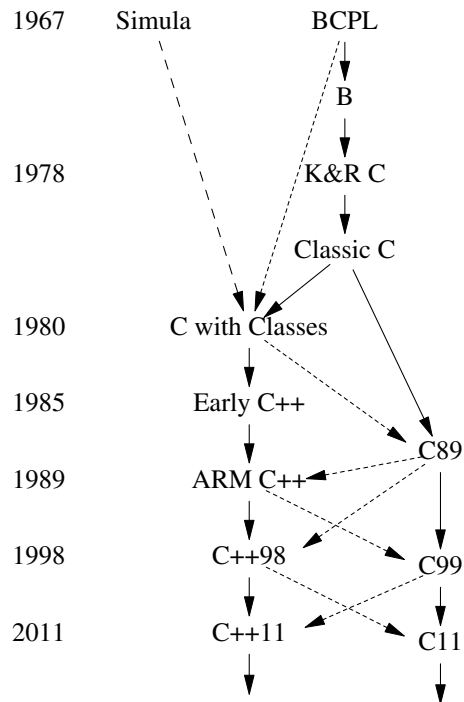 1967 Simula BCPL
B
1978 K&R C
Classic C
1980 C with Classes
1985 Early C++
C89
1989 ARM C++
1998 C++98
C99
2011 C++11
C11